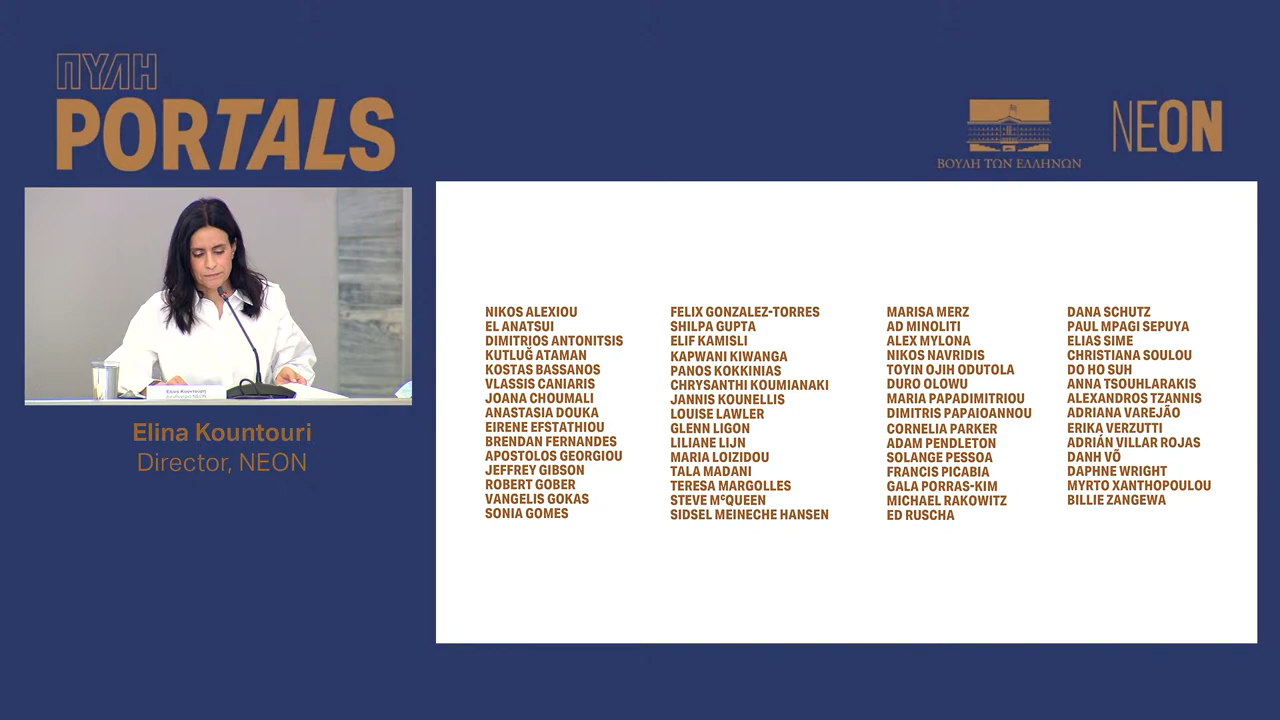 ΠΥΛΗ
PORTALS
ΒΟΥΛΗ ΤΩΝ ΕΛΛΗΝΩΝ
NEON
Elina Kountouri
Director, NEON
NIKOS ALEXIOU
EL ANATSUI
DIMITRIOS ANTONITSIS
KUTLUĞ ATAMAN
KOSTAS BASSANOS
VLASSIS CANIARIS
JOANA CHOUMALI
ANASTASIA DOUKA
EIRENE EFSTATHIOU
BRENDAN FERNANDES
APOSTOLOS GEORGIOU
JEFFREY GIBSON
ROBERT GOBER
VANGELIS GOKAS
SONIA GOMES
FELIX GONZALEZ-TORRES
SHILPA GUPTA
ELIF KAMISLI
KAPWANI KIWANGA
PANOS KOKKINIAS
CHRYSANTHI KOUMIANAKI
JANNIS KOUNELLIS
LOUISE LAWLER
GLENN LIGON
LILIANE LIJN
MARIA LOIZIDOU
TALA MADANI
TERESA MARGOLLES
STEVE MCQUEEN
SIDSEL MEINECHE HANSEN
MARISA MERZ
AD MINOLITI
ALEX MYLONA
NIKOS NAVRIDIS
TOYIN OJIH ODUTOLA
DURO OLOWU
MARIA PAPADIMITRIOU
DIMITRIS PAPAIOANNOU
CORNELIA PARKER
ADAM PENDLETON
SOLANGE PESSOA
FRANCIS PICABIA
GALA PORRAS-KIM
MICHAEL RAKOWITZ
ED RUSCHA
DANA SCHUTZ
PAUL MPAGI SEPUYA
ELIAS SIME
CHRISTIANA SOULOU
DO HO SUH
ANNA TSOUHLARAKIS
ALEXANDROS TZANNIS
ADRIANA VAREJÃO
ERIKA VERZUTTI
ADRIÁN VILLAR ROJAS
DANH VÕ
DAPHNE WRIGHT
MYRTO XANTHOPOULOU
BILLIE ZANGEWA